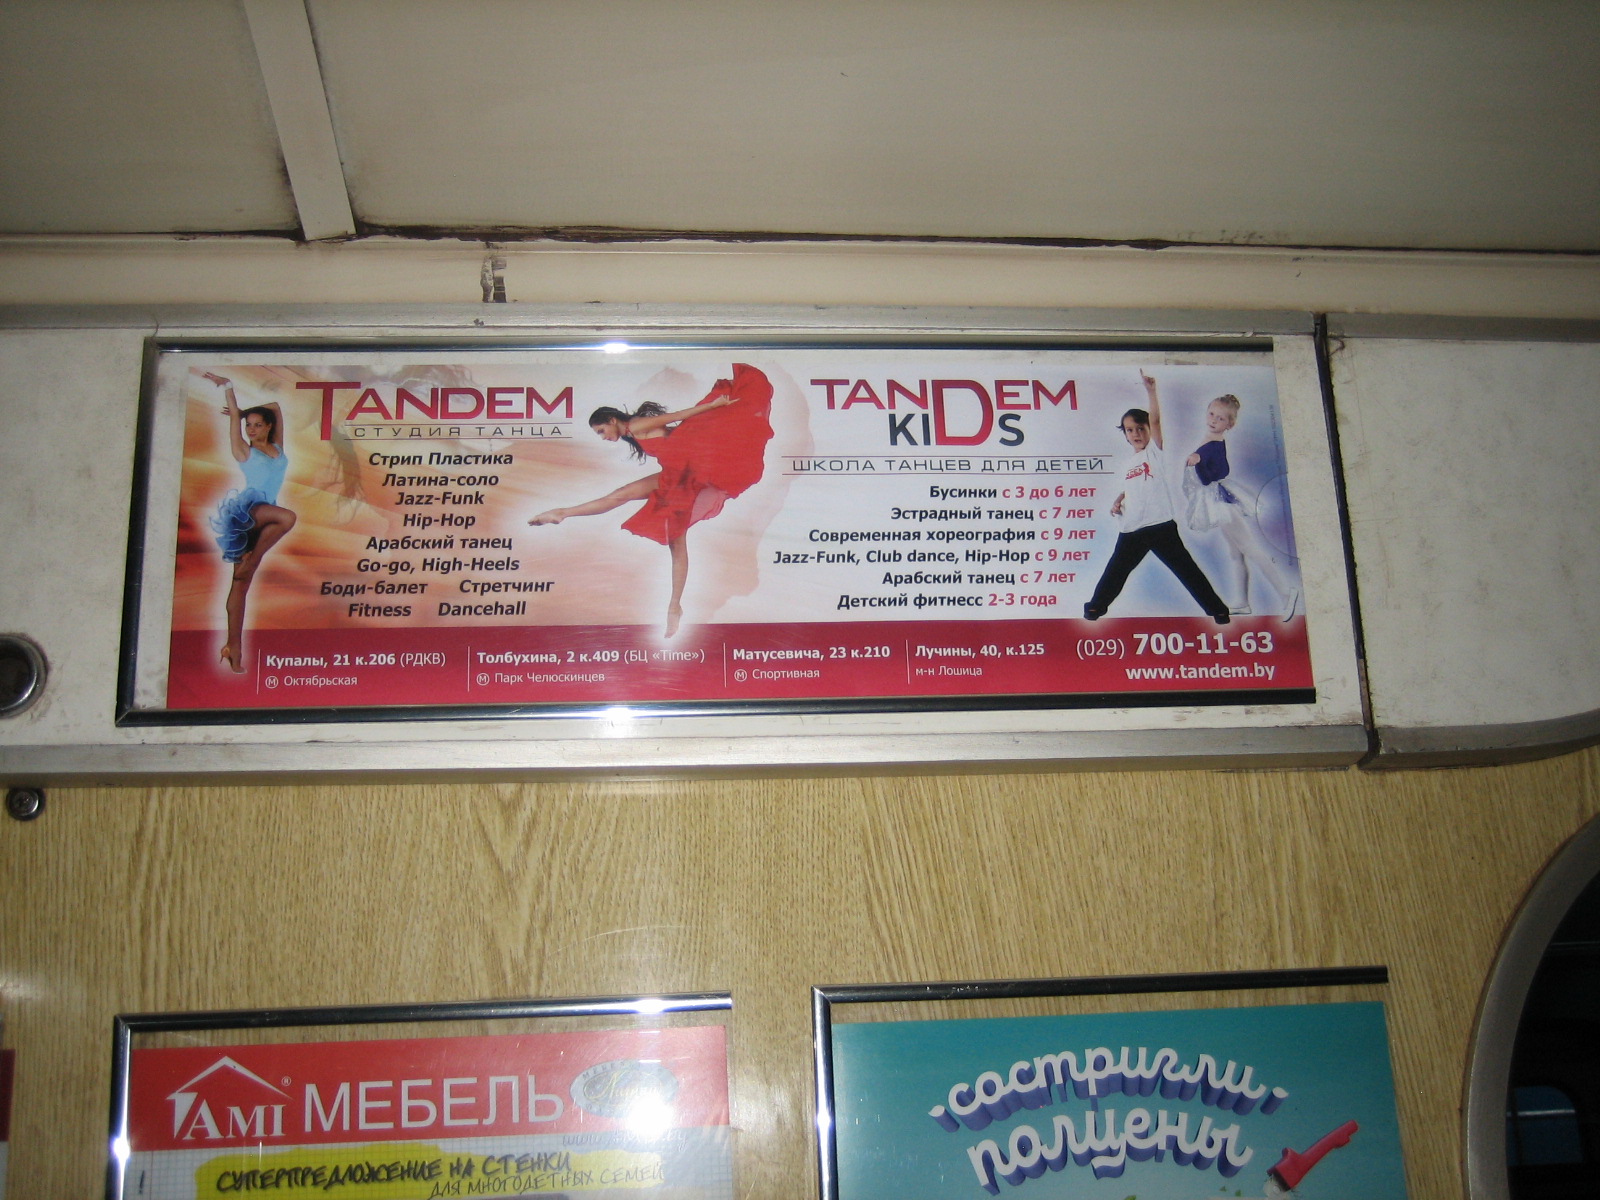 TANDEM
СТУДИЯ ТАНЦА
Стрип Пластика
Латина-соло
Jazz-Funk
Hip-Hop
Арабский танец
Go-go, High-Heels
Боди-балет Стретчинг
Fitness Dancehall
TANDEM
KiDS
ШКОЛА ТАНЦЕВ ДЛЯ ДЕТЕЙ
Бусинки с 3 до 6 лет
Эстрадный танец с 7 лет
Современная хореография с 9 лет
Jazz-Funk, Club dance, Hip-Hop с 9 лет
Арабский танец с 7 лет
Детский фитнесс 2-3 года
Купалы, 21 к.206 (РДКВ)
М Октябрьская
Толбухина, 2 к.409 (БЦ «Time»)
М Парк Челюскинцев
Матусевича, 23 к.210
М Спортивная
Лучины, 40, к.125
м-н Лошица
(029) 700-11-63
www.tandem.by
AMI® МЕБЕЛЬ
СУПЕРПРЕДЛОЖЕНИЕ НА СТЕНКИ
ДЛЯ МНОГОДЕТНЫХ СЕМЕЙ
состригли
полцены